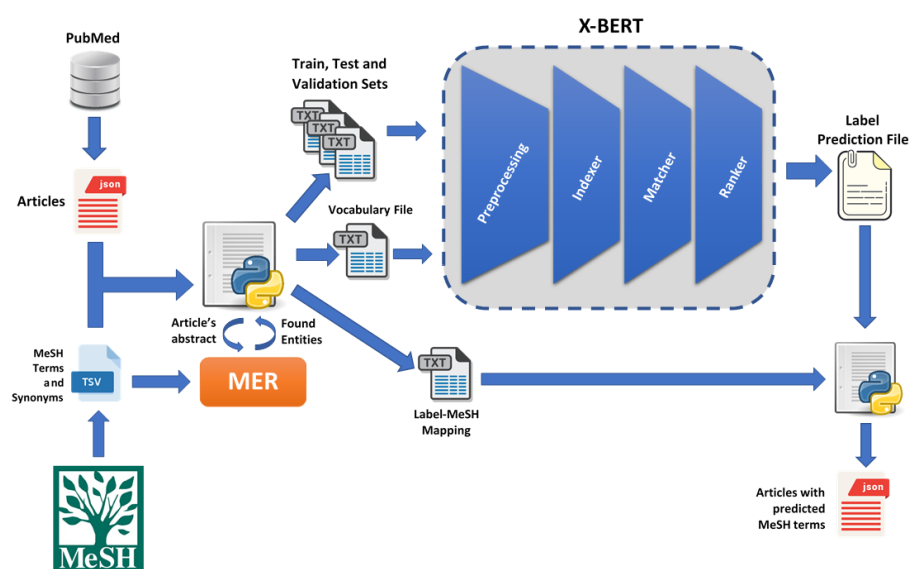 X-BERT
PubMed
Train, Test and
Validation Sets
TXT
TXT
TXT
Preprocessing
Indexer
Matcher
Ranker
Label
Prediction File
json
Articles
Vocabulary File
TXT
Article's
abstract
Found
Entities
MeSH
Terms
and
Synonyms
TSV
MER
TXT
Label-MeSH
Mapping
json
Articles with
predicted
MeSH terms
MeSH